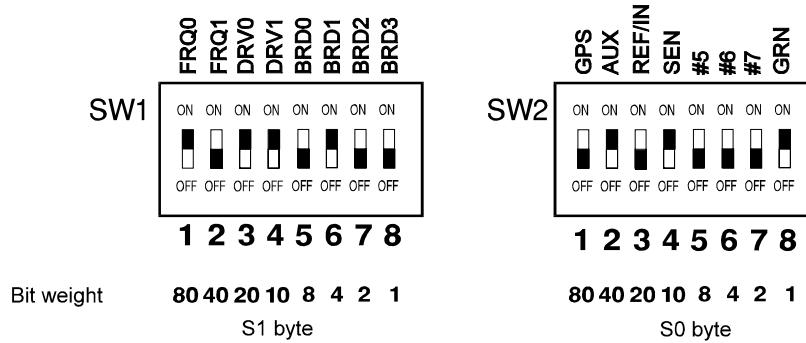 FRQ0 FRQ1 DRV0 DRV1 BRD0 BRD1 BRD2 BRD3 GPS AUX REF/IN SEN #5 #6 #7 GRN
SW1 ON ON ON ON ON ON ON ON SW2 ON ON ON ON ON ON ON ON
OFF OFF OFF OFF OFF OFF OFF OFF OFF OFF OFF OFF OFF OFF OFF OFF
1 2 3 4 5 6 7 8 1 2 3 4 5 6 7 8
Bit weight 80 40 20 10 8 4 2 1 80 40 20 10 8 4 2 1
S1 byte S0 byte